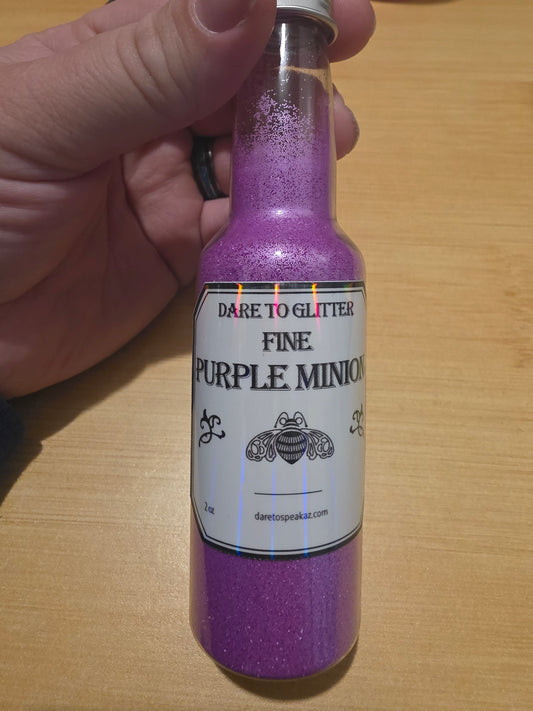 DARE TO GLITTER
FINE
PURPLE MINION
2 oz
daretospeakaz.com